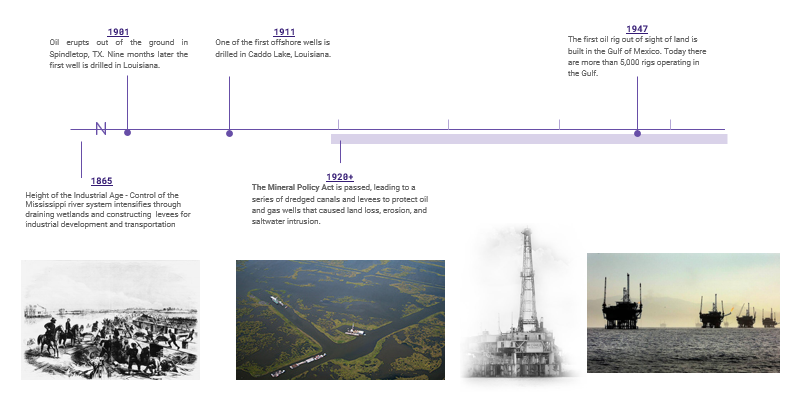 1901
Oil erupts out of the ground in
Spindletop, TX. Nine months later the
first well is drilled in Louisiana.
1911
One of the first offshore wells is
drilled in Caddo Lake, Louisiana.
1947
The first oil rig out of sight of land is
built in the Gulf of Mexico. Today there
are more than 5,000 rigs operating in
the Gulf.
N
1865
Height of the Industrial Age - Control of the
Mississippi river system intensifies through
draining wetlands and constructing levees for
industrial development and transportation
1920+
The Mineral Policy Act is passed, leading to a
series of dredged canals and levees to protect oil
and gas wells that caused land loss, erosion, and
saltwater intrusion.